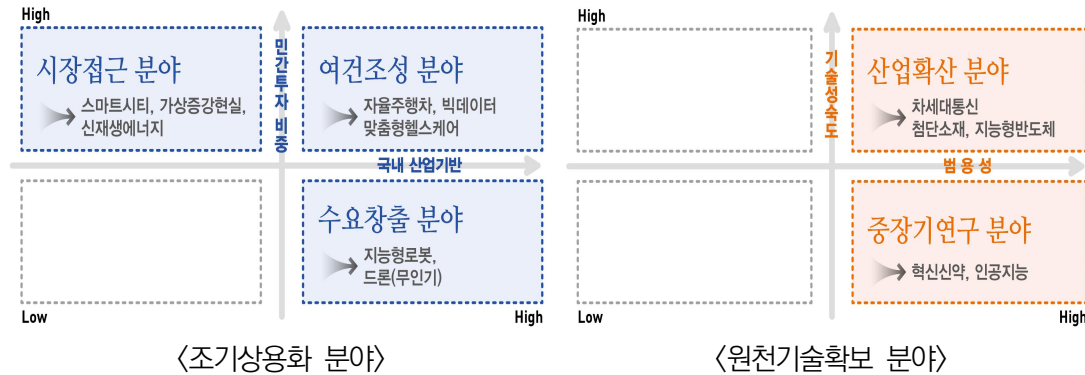 High
민간투자 비중
시장접근 분야
스마트시티, 가상증강현실,
신재생에너지
여건조성 분야
자율주행차, 빅데이터
맞춤형헬스케어
국내 산업기반
수요창출 분야
지능형로봇,
드론(무인기)
Low
High
〈조기상용화 분야〉
High
기술성숙도
산업확산 분야
차세대통신
첨단소재, 지능형반도체
범용성
중장기연구 분야
혁신신약, 인공지능
Low
High
〈원천기술확보 분야〉